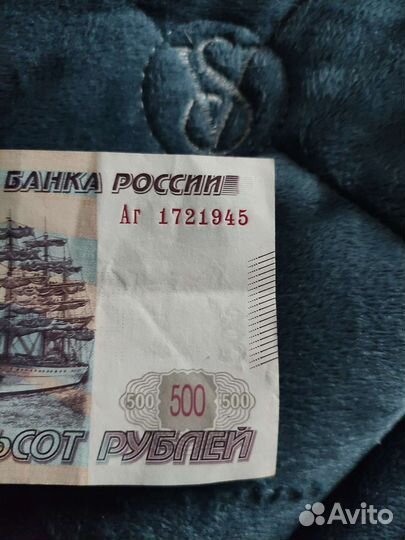 БАНКА РОССИИ
Аг 1721945
500 500 500
ЬСОТ РУБЛЕЙ
Avito